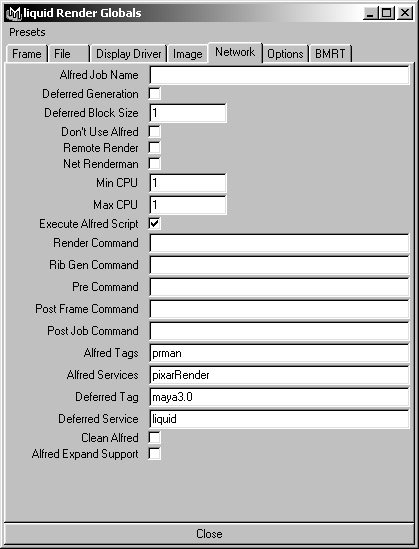 liquid Render Globals
Presets
Frame File Display Driver Image Network Options BMRT
Alfred Job Name
Deferred Generation
Deferred Block Size 1
Don't Use Alfred
Remote Render
Net Renderman
Min CPU 1
Max CPU 1
Execute Alfred Script
Render Command
Rib Gen Command
Pre Command
Post Frame Command
Post Job Command
Alfred Tags prman
Alfred Services pixarRender
Deferred Tag maya3.0
Deferred Service liquid
Clean Alfred
Alfred Expand Support
Close